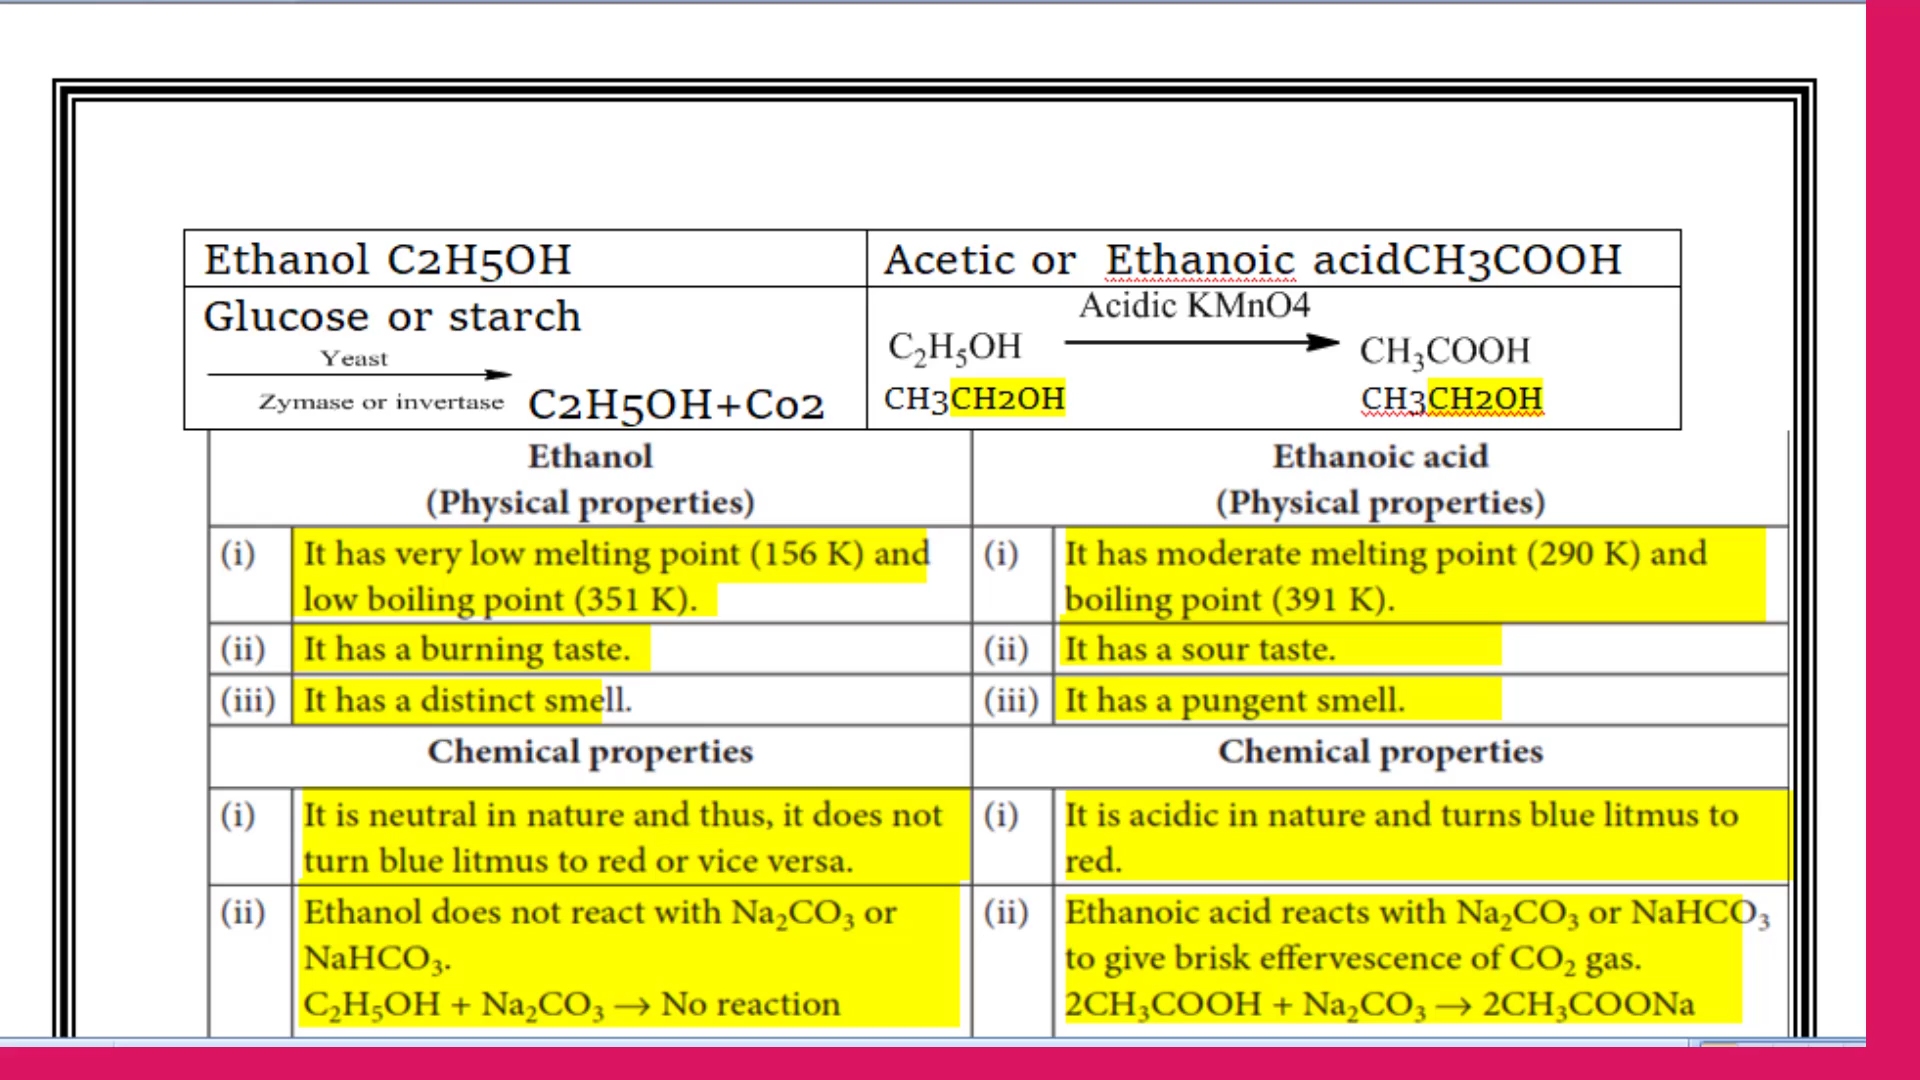 Ethanol C2H5OH
Acetic or Ethanoic acidCH3COOH
Glucose or starch
Yeast
Zymase or invertase
C2H5OH+Co2
Acidic KMnO4
C₂H₅OH
CH₃COOH
CH3CH2OH
CH3CH2OH
Ethanol
(Physical properties)
Ethanoic acid
(Physical properties)
(i) It has very low melting point (156 K) and
low boiling point (351 K).
(i) It has moderate melting point (290 K) and
boiling point (391 K).
(ii) It has a burning taste.
(ii) It has a sour taste.
(iii) It has a distinct smell.
(iii) It has a pungent smell.
Chemical properties
Chemical properties
(i) It is neutral in nature and thus, it does not
turn blue litmus to red or vice versa.
(i) It is acidic in nature and turns blue litmus to
red.
(ii) Ethanol does not react with Na₂CO₃ or
NaHCO₃.
C₂H₅OH + Na₂CO₃ → No reaction
(ii) Ethanoic acid reacts with Na₂CO₃ or NaHCO₃
to give brisk effervescence of CO₂ gas.
2CH₃COOH + Na₂CO₃ → 2CH₃COONa